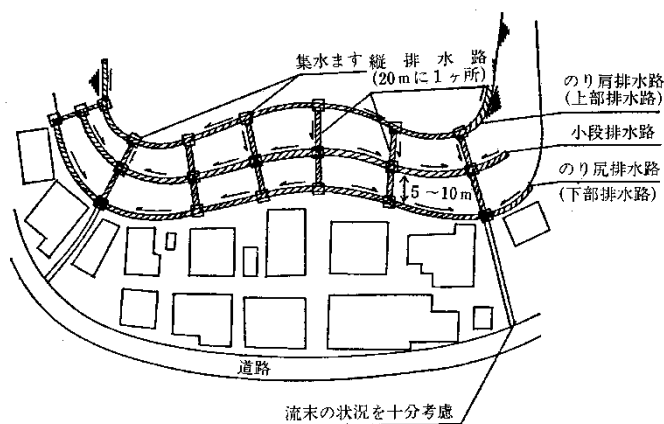 集水ます
縦排水路
(20mに1ヶ所)
のり肩排水路
(上部排水路)
小段排水路
のり尻排水路
(下部排水路)
5~10m
道路
流末の状況を十分考慮